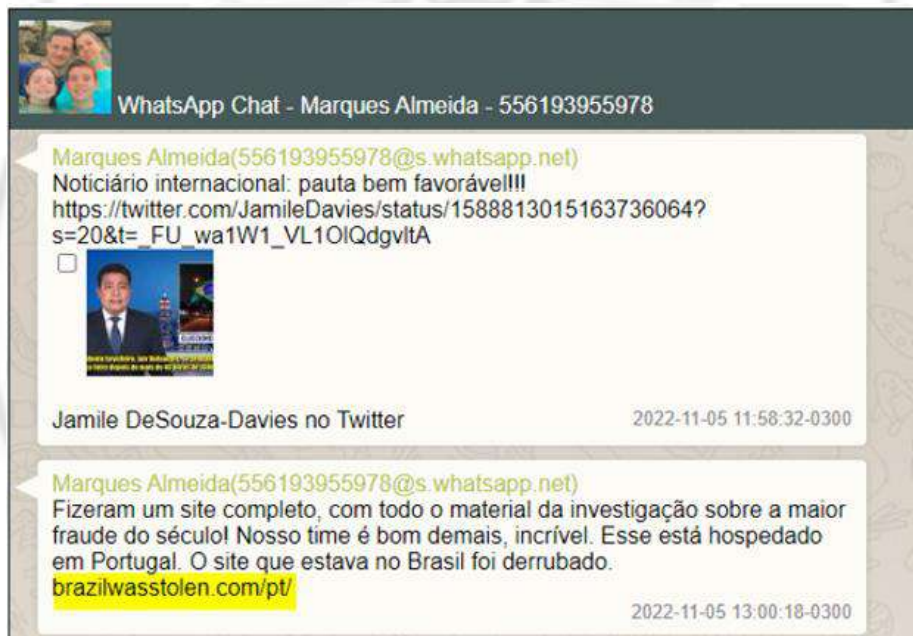 WhatsApp Chat - Marques Almeida - 556193955978
Marques Almeida(556193955978@s.whatsapp.net)
Noticiário internacional: pauta bem favorável!!!
https://twitter.com/JamileDavies/status/1588813015163736064?
s=20&t=_FU_wa1W1_VL1OlQdgvltA
Jamile DeSouza-Davies no Twitter
2022-11-05 11:58:32-0300
Marques Almeida(556193955978@s.whatsapp.net)
Fizeram um site completo, com todo o material da investigação sobre a maior
fraude do século! Nosso time é bom demais, incrível. Esse está hospedado
em Portugal. O site que estava no Brasil foi derrubado.
brazilwasstolen.com/pt/
2022-11-05 13:00:18-0300